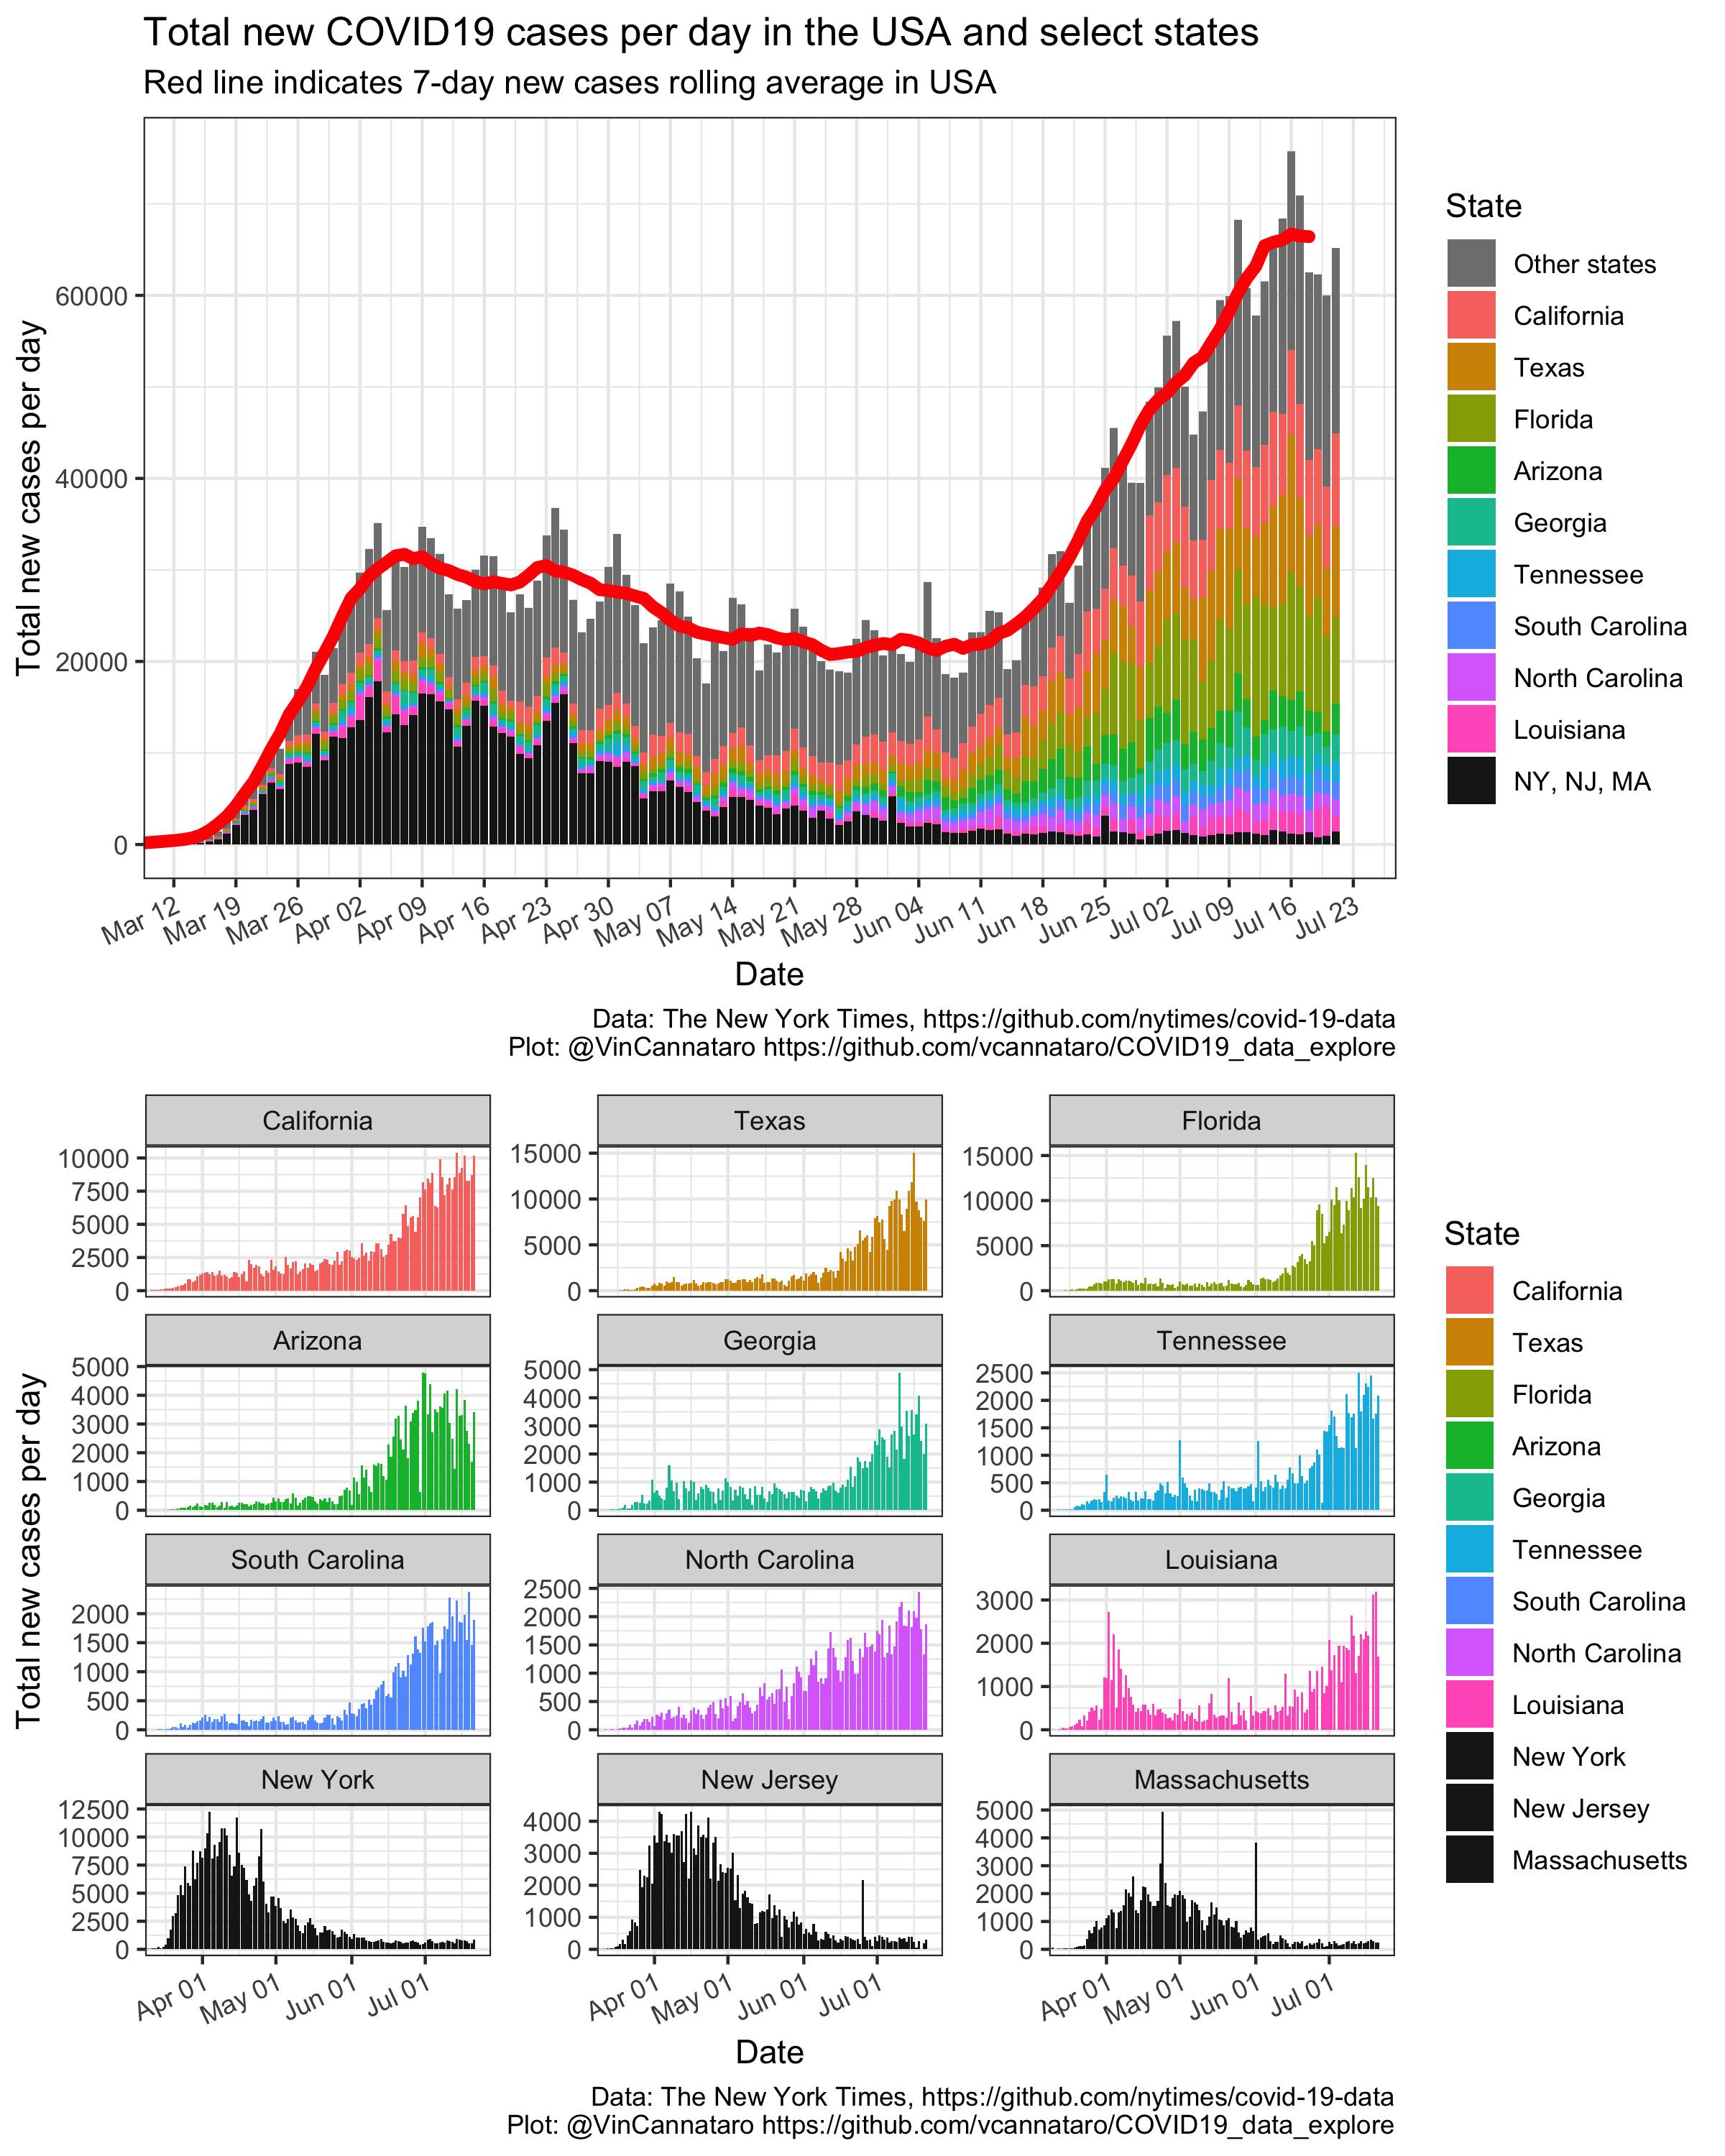 Total new COVID19 cases per day in the USA and select states
Red line indicates 7-day new cases rolling average in USA
Total new cases per day
60000
40000
20000
0
Mar 12
Mar 19
Mar 26
Apr 02
Apr 09
Apr 16
Apr 23
Apr 30
May 07
May 14
May 21
May 28
Jun 04
Jun 11
Jun 18
Jun 25
Jul 02
Jul 09
Jul 16
Jul 23
Date
State
Other states
California
Texas
Florida
Arizona
Georgia
Tennessee
South Carolina
North Carolina
Louisiana
NY, NJ, MA
Data: The New York Times, https://github.com/nytimes/covid-19-data
Plot: @VinCannataro https://github.com/vcannataro/COVID19_data_explore
Total new cases per day
California
10000
7500
5000
2500
0
Texas
15000
10000
5000
0
Florida
15000
10000
5000
0
Arizona
5000
4000
3000
2000
1000
0
Georgia
5000
4000
3000
2000
1000
0
Tennessee
2500
2000
1500
1000
500
0
South Carolina
2000
1500
1000
500
0
North Carolina
2500
2000
1500
1000
500
0
Louisiana
3000
2000
1000
0
New York
12500
10000
7500
5000
2500
0
New Jersey
4000
3000
2000
1000
0
Massachusetts
5000
4000
3000
2000
1000
0
Apr 01
May 01
Jun 01
Jul 01
Apr 01
May 01
Jun 01
Jul 01
Apr 01
May 01
Jun 01
Jul 01
Date
State
California
Texas
Florida
Arizona
Georgia
Tennessee
South Carolina
North Carolina
Louisiana
New York
New Jersey
Massachusetts
Data: The New York Times, https://github.com/nytimes/covid-19-data
Plot: @VinCannataro https://github.com/vcannataro/COVID19_data_explore